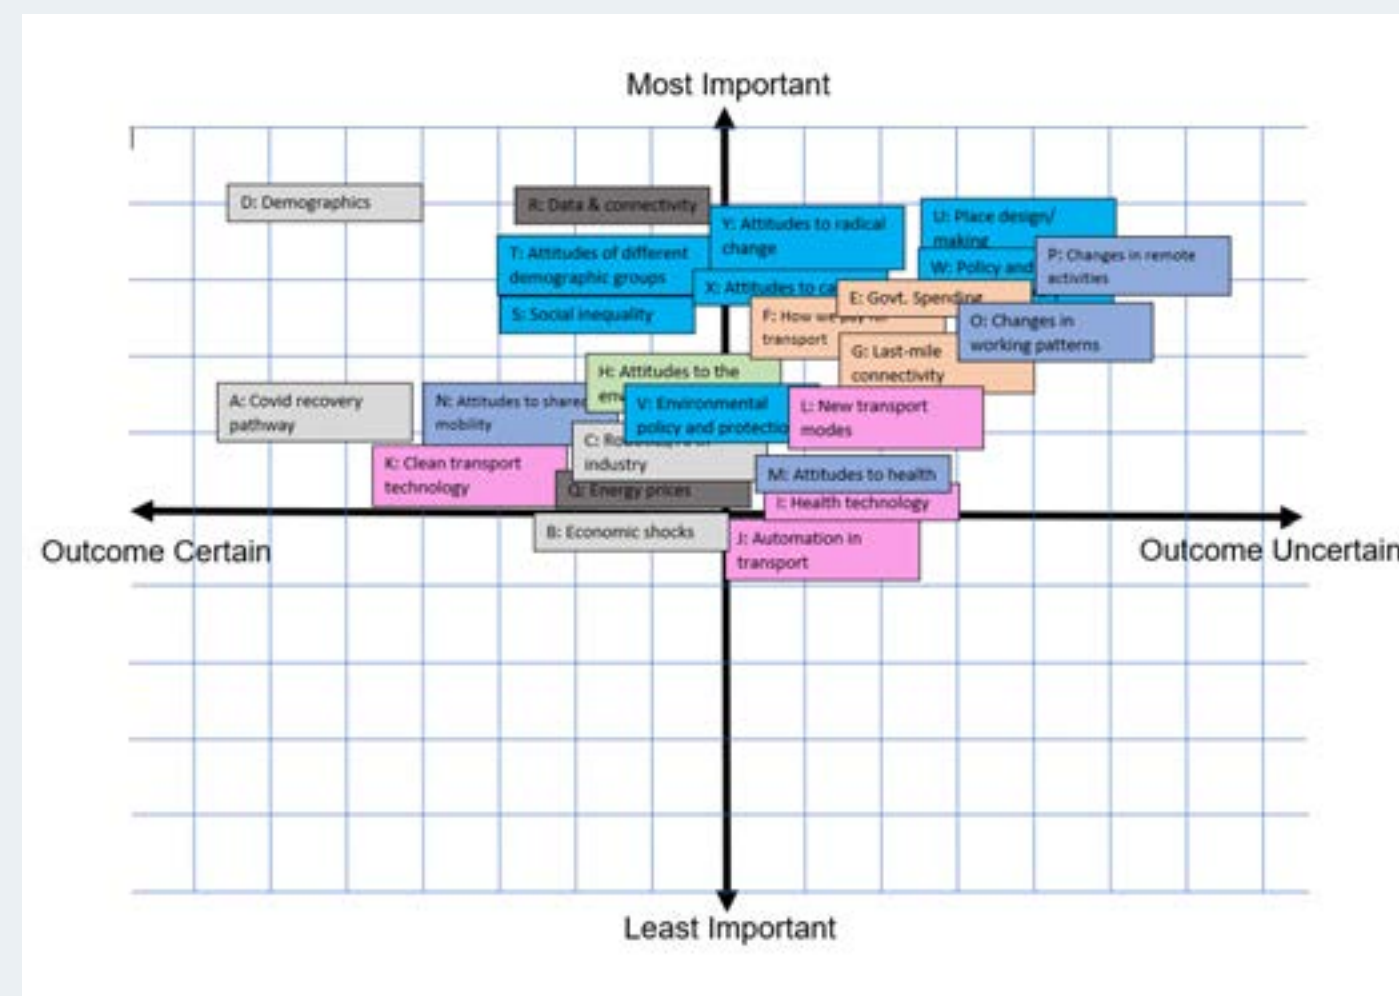 Most Important
D: Demographics
R: Data & connectivity
Y: Attitudes to radical
change
U: Place design/
making
T: Attitudes of different
demographic groups
W: Policy and
P: Changes in remote
activities
X: Attitudes to
E: Govt. Spending
S: Social inequality
F: How we pay for
transport
O: Changes in
working patterns
G: Last-mile
connectivity
H: Attitudes to the
A: Covid recovery
pathway
N: Attitudes to shared
mobility
V: Environmental
policy and protection
L: New transport
modes
C:
industry
K: Clean transport
technology
M: Attitudes to health
Q: Energy prices
I: Health technology
B: Economic shocks
J: Automation in
transport
Outcome Certain
Outcome Uncertain
Least Important